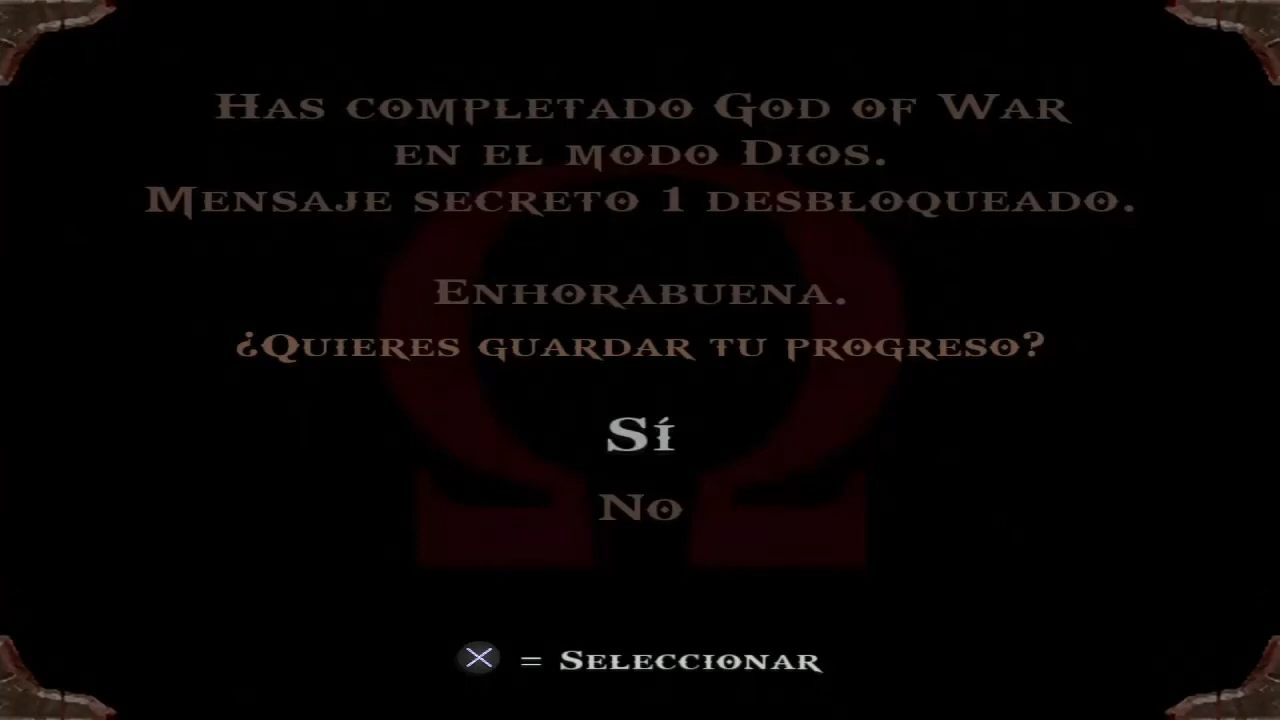 Has completado God of War
en el modo Dios.
Mensaje secreto 1 desbloqueado.
Enhorabuena.
¿Quieres guardar tu progreso?
Sí
No
= Seleccionar